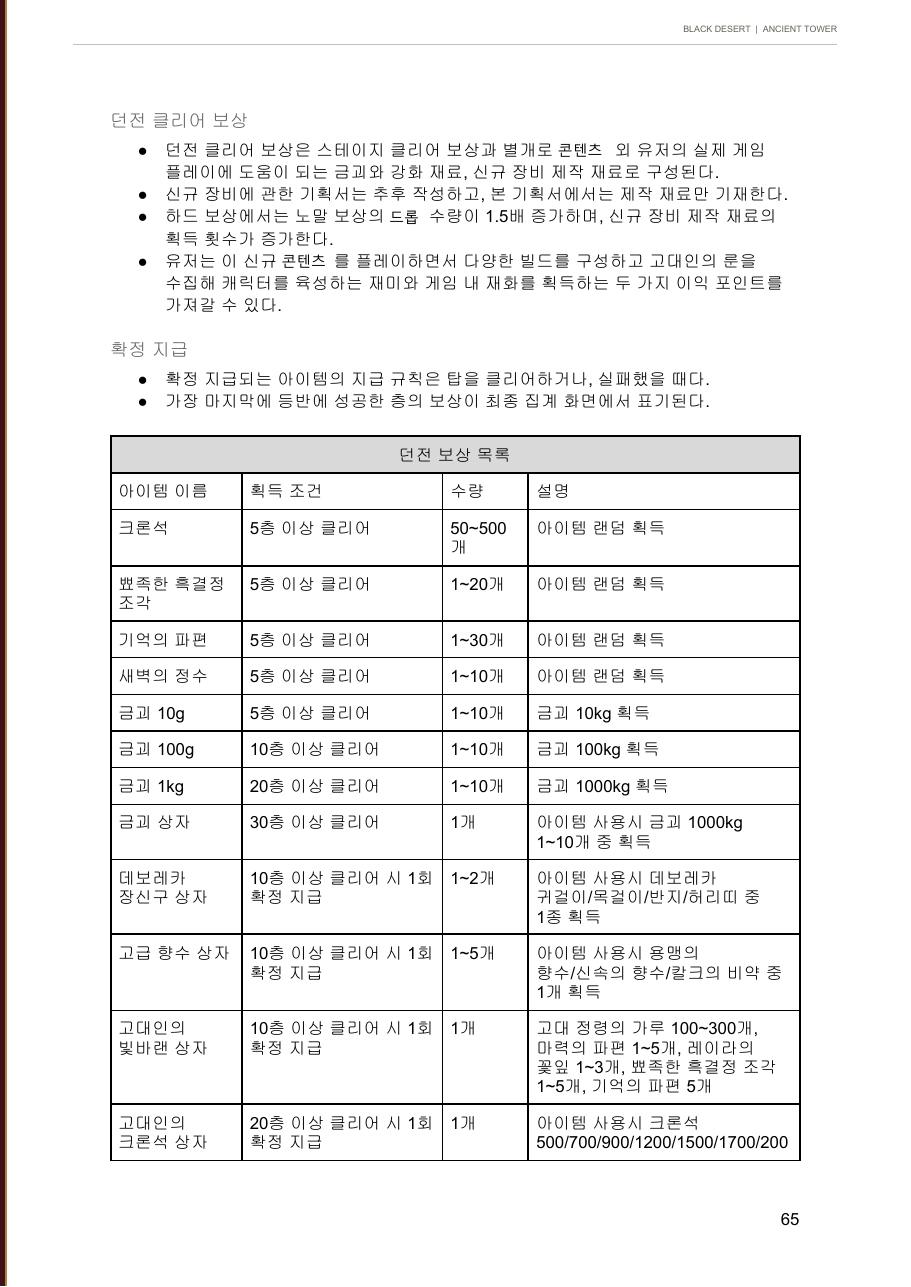 BLACK DESERT | ANCIENT TOWER
던전 클리어 보상
● 던전 클리어 보상은 스테이지 클리어 보상과 별개로 콘텐츠 외 유저의 실제 게임
플레이에 도움이 되는 금괴와 강화 재료, 신규 장비 제작 재료로 구성된다.
● 신규 장비에 관한 기획서는 추후 작성하고, 본 기획서에서는 제작 재료만 기재한다.
● 하드 보상에서는 노말 보상의 드롭 수량이 1.5배 증가하며, 신규 장비 제작 재료의
획득 횟수가 증가한다.
● 유저는 이 신규 콘텐츠 를 플레이하면서 다양한 빌드를 구성하고 고대인의 룬을
수집해 캐릭터를 육성하는 재미와 게임 내 재화를 획득하는 두 가지 이익 포인트를
가져갈 수 있다.
확정 지급
● 확정 지급되는 아이템의 지급 규칙은 탑을 클리어하거나, 실패했을 때다.
● 가장 마지막에 등반에 성공한 층의 보상이 최종 집계 화면에서 표기된다.
던전 보상 목록
아이템 이름 획득 조건 수량 설명
크론석 5층 이상 클리어 50~500 아이템 랜덤 획득
개
뾰족한 흑결정 5층 이상 클리어 1~20개 아이템 랜덤 획득
조각
기억의 파편 5층 이상 클리어 1~30개 아이템 랜덤 획득
새벽의 정수 5층 이상 클리어 1~10개 아이템 랜덤 획득
금괴 10g 5층 이상 클리어 1~10개 금괴 10kg 획득
금괴 100g 10층 이상 클리어 1~10개 금괴 100kg 획득
금괴 1kg 20층 이상 클리어 1~10개 금괴 1000kg 획득
금괴 상자 30층 이상 클리어 1개 아이템 사용시 금괴 1000kg
1~10개 중 획득
데보레카 10층 이상 클리어 시 1회 1~2개 아이템 사용시 데보레카
장신구 상자 확정 지급 귀걸이/목걸이/반지/허리띠 중
1종 획득
고급 향수 상자 10층 이상 클리어 시 1회 1~5개 아이템 사용시 용맹의
확정 지급 향수/신속의 향수/칼크의 비약 중
1개 획득
고대인의 10층 이상 클리어 시 1회 1개 고대 정령의 가루 100~300개,
빛바랜 상자 확정 지급 마력의 파편 1~5개, 레이라의
꽃잎 1~3개, 뾰족한 흑결정 조각
1~5개, 기억의 파편 5개
고대인의 20층 이상 클리어 시 1회 1개 아이템 사용시 크론석
크론석 상자 확정 지급 500/700/900/1200/1500/1700/200
65